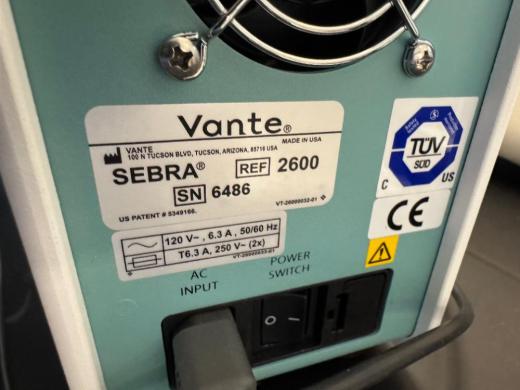 Vante®
MADE IN USA
VANTE
100 N TUCSON BLVD, TUCSON, ARIZONA, 85716 USA
SEBRA® REF 2600
SN 6486
US PATENT # 5349166.
VT-26000032-01
120 V~, 6.3 A, 50/60 Hz
T6.3 A, 250 V~ (2x)
AC
INPUT
POWER
SWITCH
O I
TÜV
SÜD
C US
CE